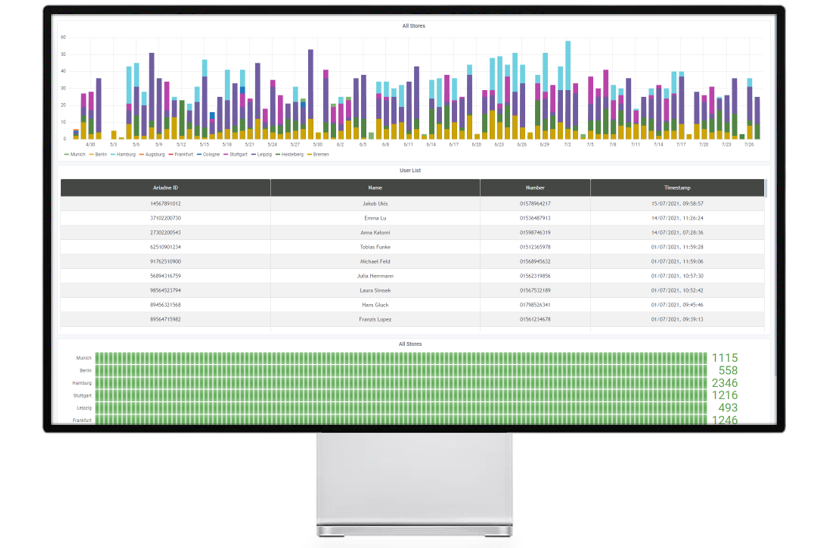 All Stores
60
50
40
30
20
10
0
4/30 5/3 5/6 5/9 5/12 5/15 5/18 5/21 5/24 5/27 5/30 6/2 6/5 6/8 6/11 6/14 6/17 6/20 6/23 6/26 6/29 7/2 7/5 7/8 7/11 7/14 7/17 7/20 7/23 7/26
Munich Berlin Hamburg Augsburg Frankfurt Cologne Stuttgart Leipzig Heidelberg Bremen
User List
Ariadne ID Name Number Timestamp
14567891012 Jakob Ukis 01578964217 15/07/2021, 09:58:57
37102200730 Emma Lu 01536487913 14/07/2021, 11:26:24
27302200543 Anna Kalomi 01598746319 14/07/2021, 07:28:36
62510901234 Tobias Funke 01512365978 01/07/2021, 11:59:28
91762510900 Michael Feld 01568945632 01/07/2021, 11:59:06
56894316759 Julia Herrmann 01562319856 01/07/2021, 10:57:30
98564523794 Laura Simsek 01567532189 01/07/2021, 10:52:42
89456321568 Hans Gluck 01798526341 01/07/2021, 09:45:46
89564715982 Franzis Lopez 01561234678 01/07/2021, 09:39:13
All Stores
Munich 1115
Berlin 558
Hamburg 2346
Stuttgart 1216
Leipzig 493
Frankfurt 1246